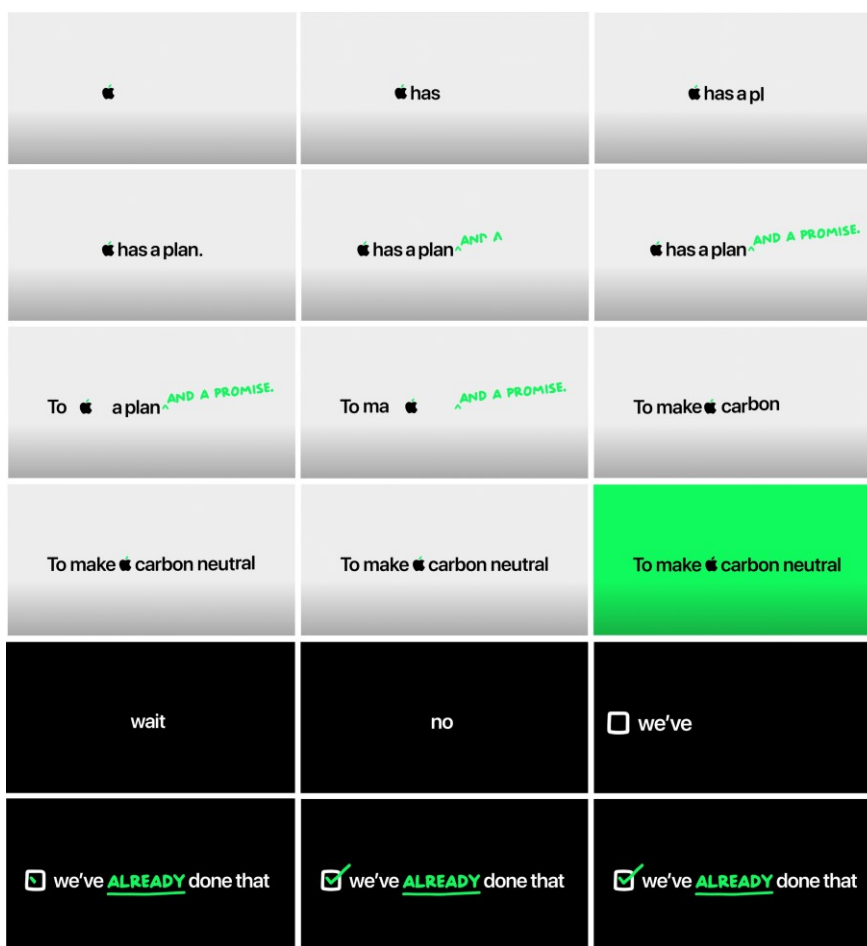 has
has a pl
has a plan.
has a plan ^ AND A
has a plan ^ AND A PROMISE.
To a plan ^ AND A PROMISE.
To ma ^ AND A PROMISE.
To make carbon
To make carbon neutral
To make carbon neutral
To make carbon neutral
wait
no
we've
we've ALREADY done that
we've ALREADY done that
we've ALREADY done that